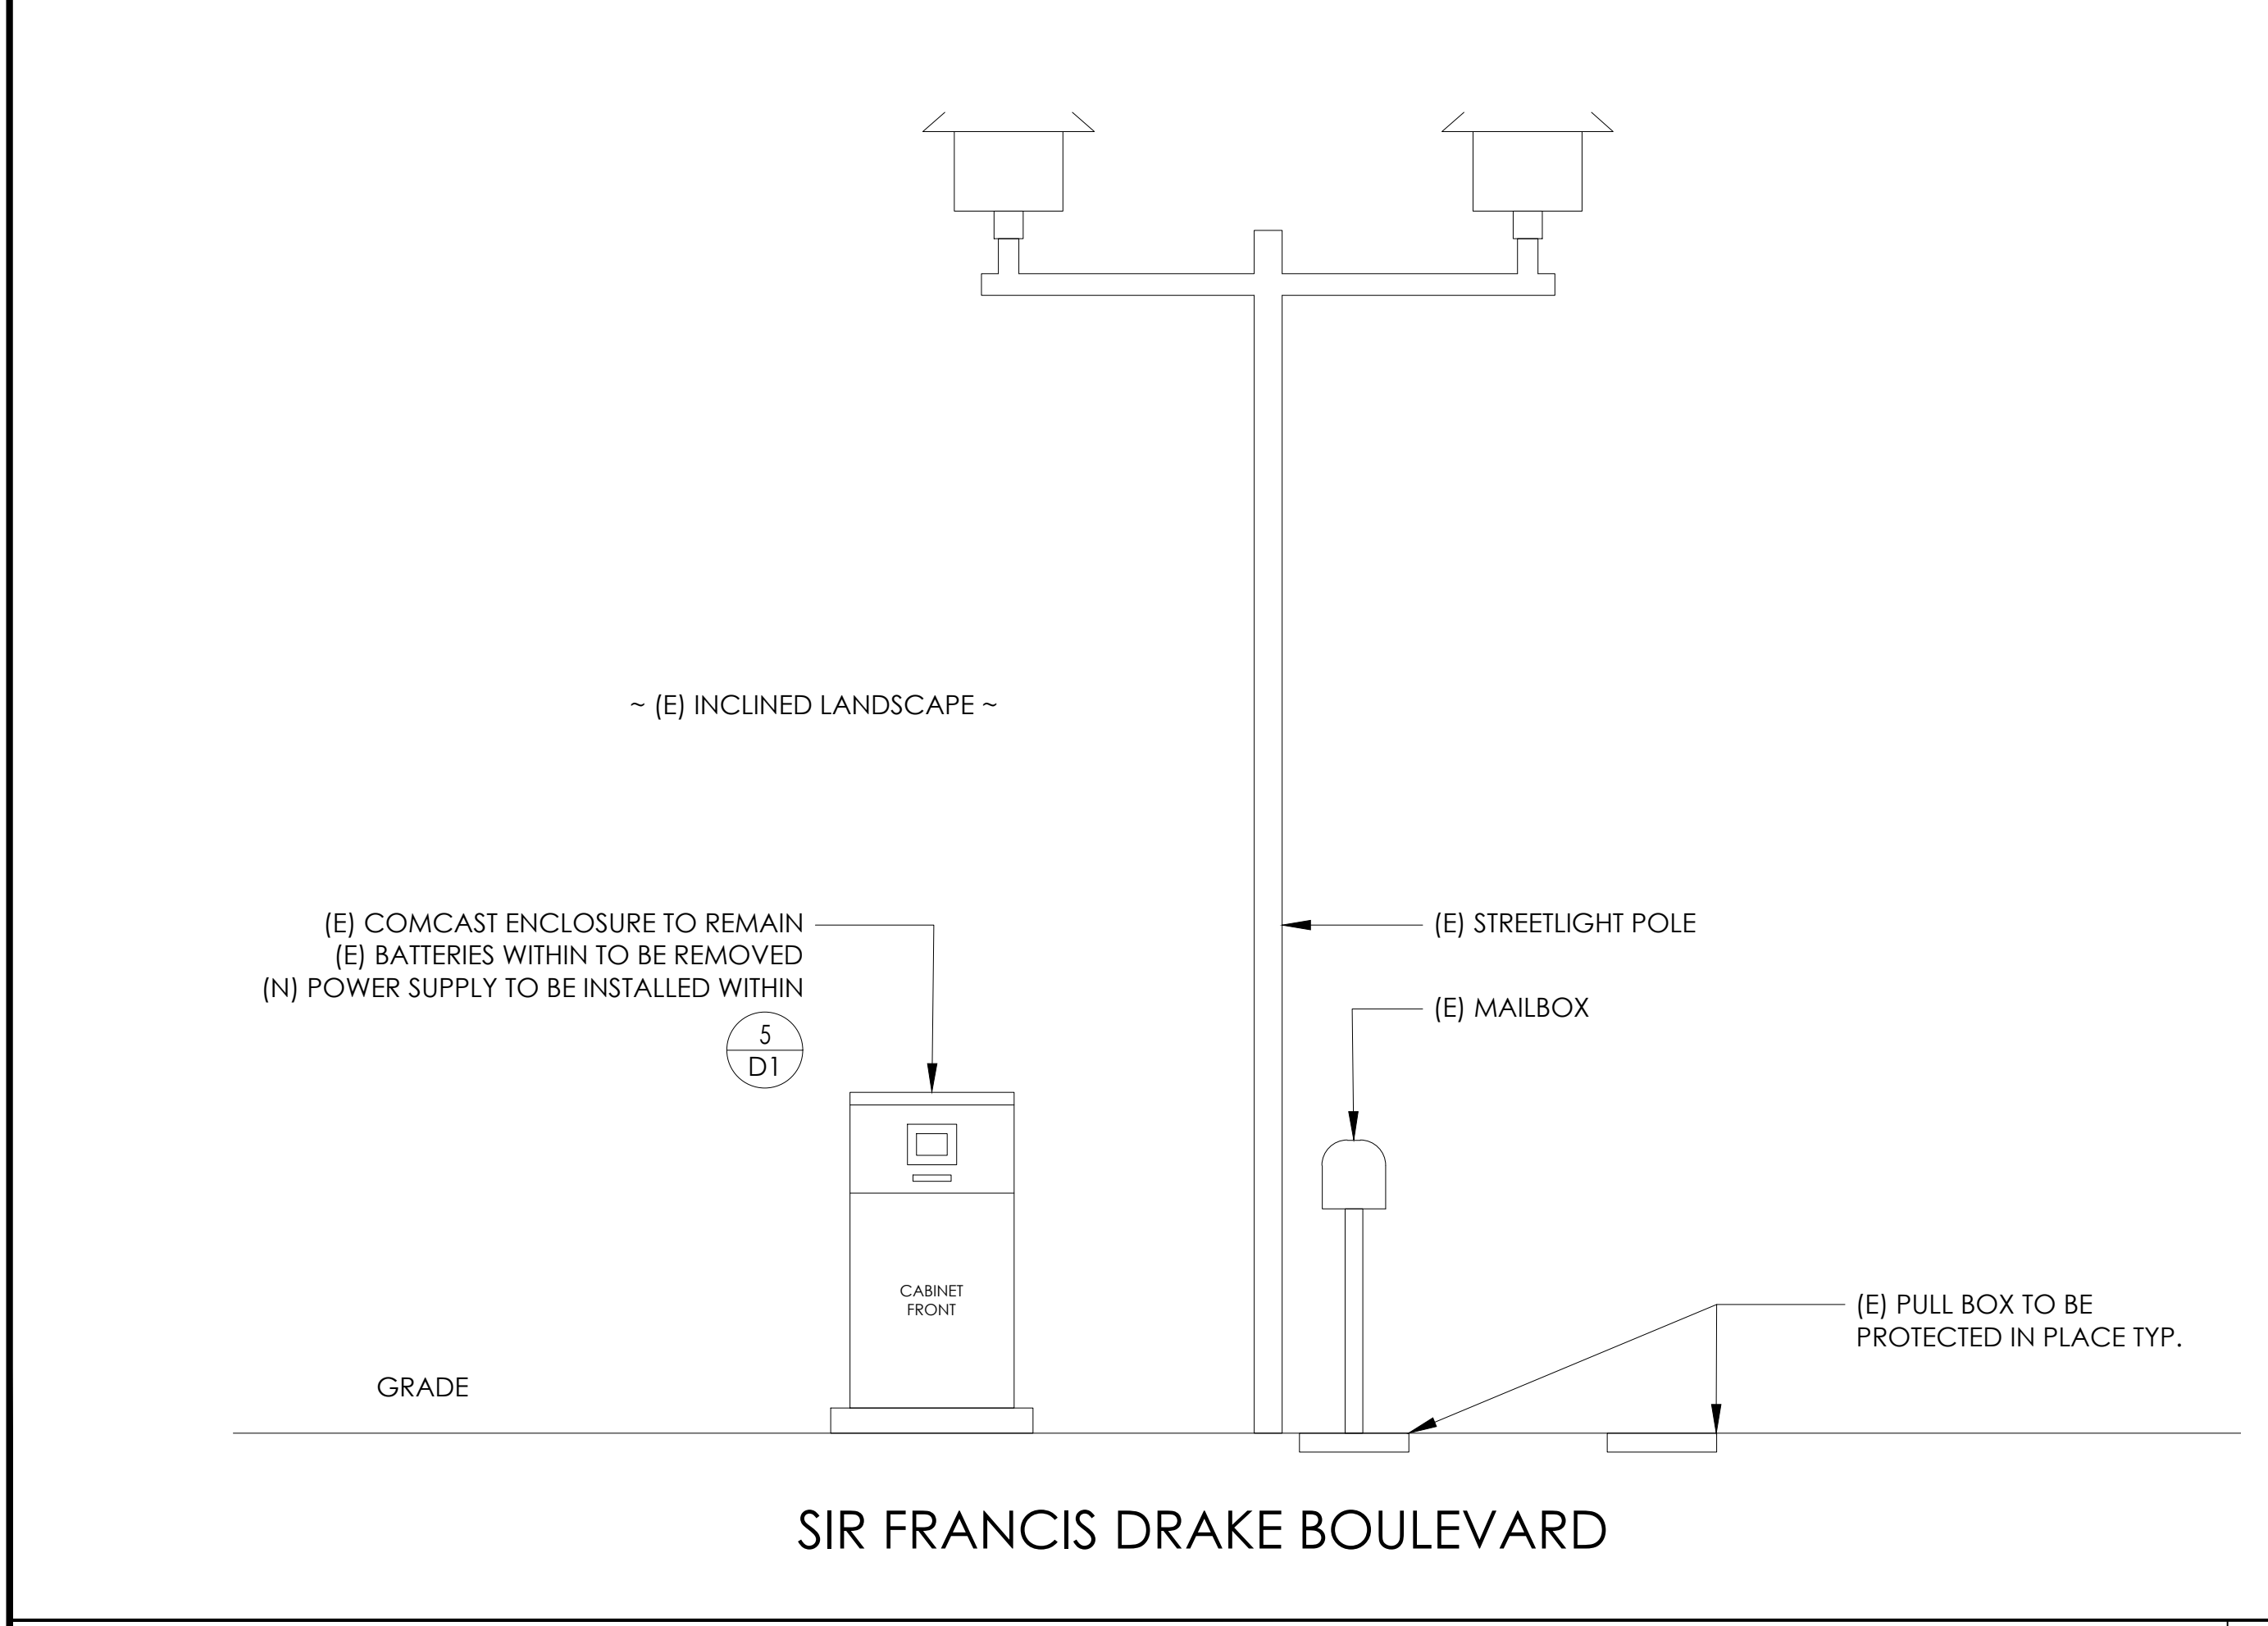 ~ (E) INCLINED LANDSCAPE ~
(E) COMCAST ENCLOSURE TO REMAIN
(E) BATTERIES WITHIN TO BE REMOVED
(N) POWER SUPPLY TO BE INSTALLED WITHIN
5
D1
(E) STREETLIGHT POLE
(E) MAILBOX
CABINET
FRONT
(E) PULL BOX TO BE
PROTECTED IN PLACE TYP.
GRADE
SIR FRANCIS DRAKE BOULEVARD